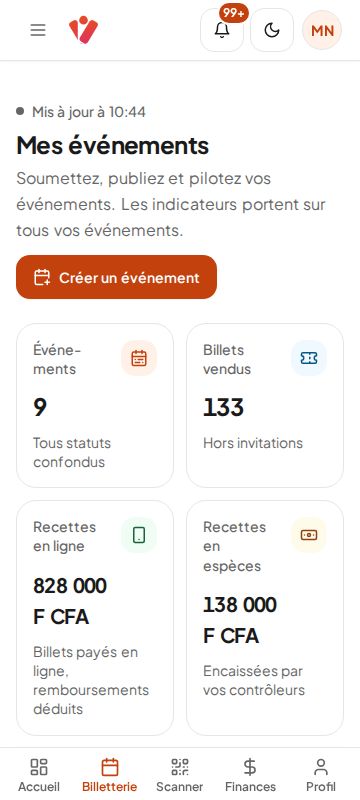 99+
MN
Mis à jour à 10:44
Mes événements
Soumettez, publiez et pilotez vos
événements. Les indicateurs portent sur
tous vos événements.
Créer un événement
Événe-
ments
9
Tous statuts
confondus
Billets
vendus
133
Hors invitations
Recettes
en ligne
828 000
F CFA
Billets payés en
ligne,
remboursements
déduits
Recettes
en
espèces
138 000
F CFA
Encaissées par
vos contrôleurs
Accueil
Billetterie
Scanner
Finances
Profil